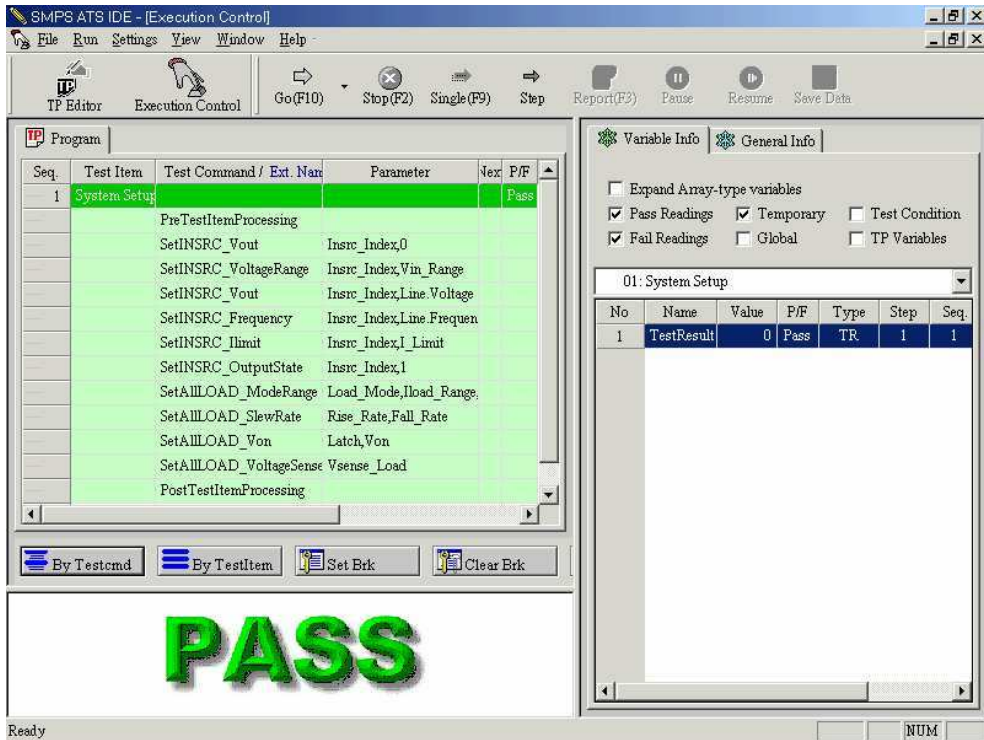 SMPS ATS IDE - [Execution Control]
File Run Settings View Window Help
TP Editor Execution Control Go(F10) Stop(F2) Single(F9) Step Report(F3) Pause Resume Save Data
TP Program
Seq. Test Item Test Command / Ext. Nam Parameter Nex P/F
1 System Setup Pass
PreTestItemProcessing
SetINSRC_Vout Insrc_Index,0
SetINSRC_VoltageRange Insrc_Index,Vin_Range
SetINSRC_Vout Insrc_Index,Line.Voltage
SetINSRC_Frequency Insrc_Index,Line.Frequen
SetINSRC_Ilimit Insrc_Index,I_Limit
SetINSRC_OutputState Insrc_Index,1
SetAllLOAD_ModeRange Load_Mode,Iload_Range,
SetAllLOAD_SlewRate Rise_Rate,Fall_Rate
SetAllLOAD_Von Latch,Von
SetAllLOAD_VoltageSense Vsense_Load
PostTestItemProcessing
By Testcmd By TestItem Set Brk Clear Brk
PASS
Variable Info General Info
Expand Array-type variables
Pass Readings Temporary Test Condition
Fail Readings Global TP Variables
01: System Setup
No Name Value P/F Type Step Seq.
1 TestResult 0 Pass TR 1 1
Ready NUM